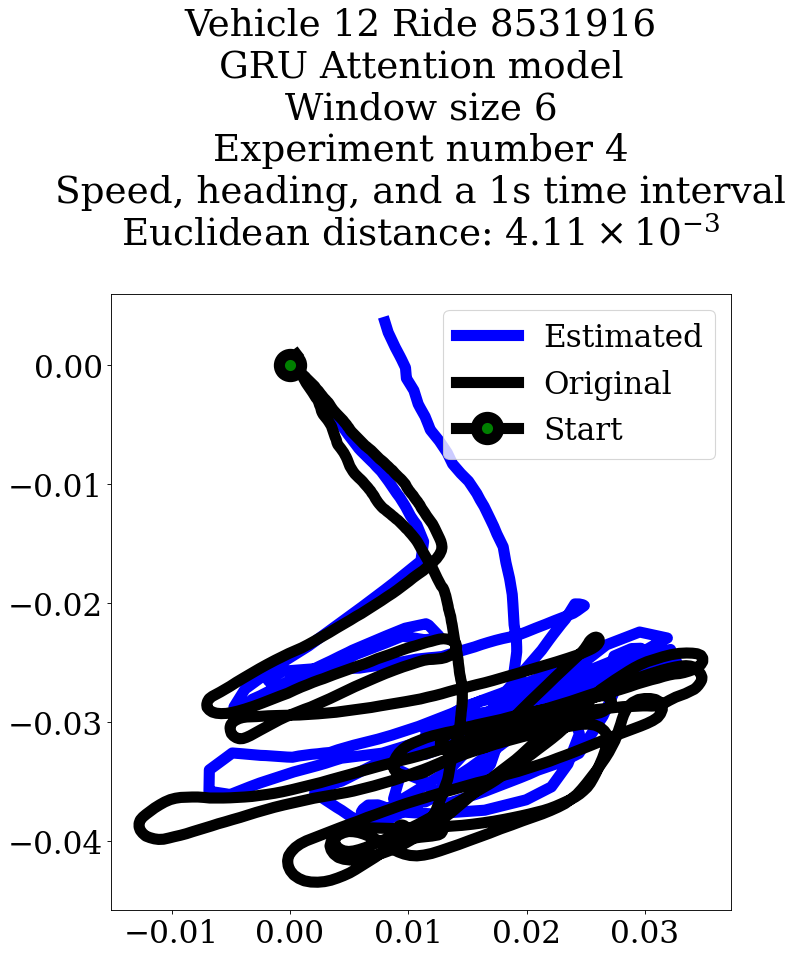 Vehicle 12 Ride 8531916
GRU Attention model
Window size 6
Experiment number 4
Speed, heading, and a 1s time interval
Euclidean distance: 4.11 × 10⁻³
Estimated
Original
Start
0.00
−0.01
−0.02
−0.03
−0.04
−0.01 0.00 0.01 0.02 0.03